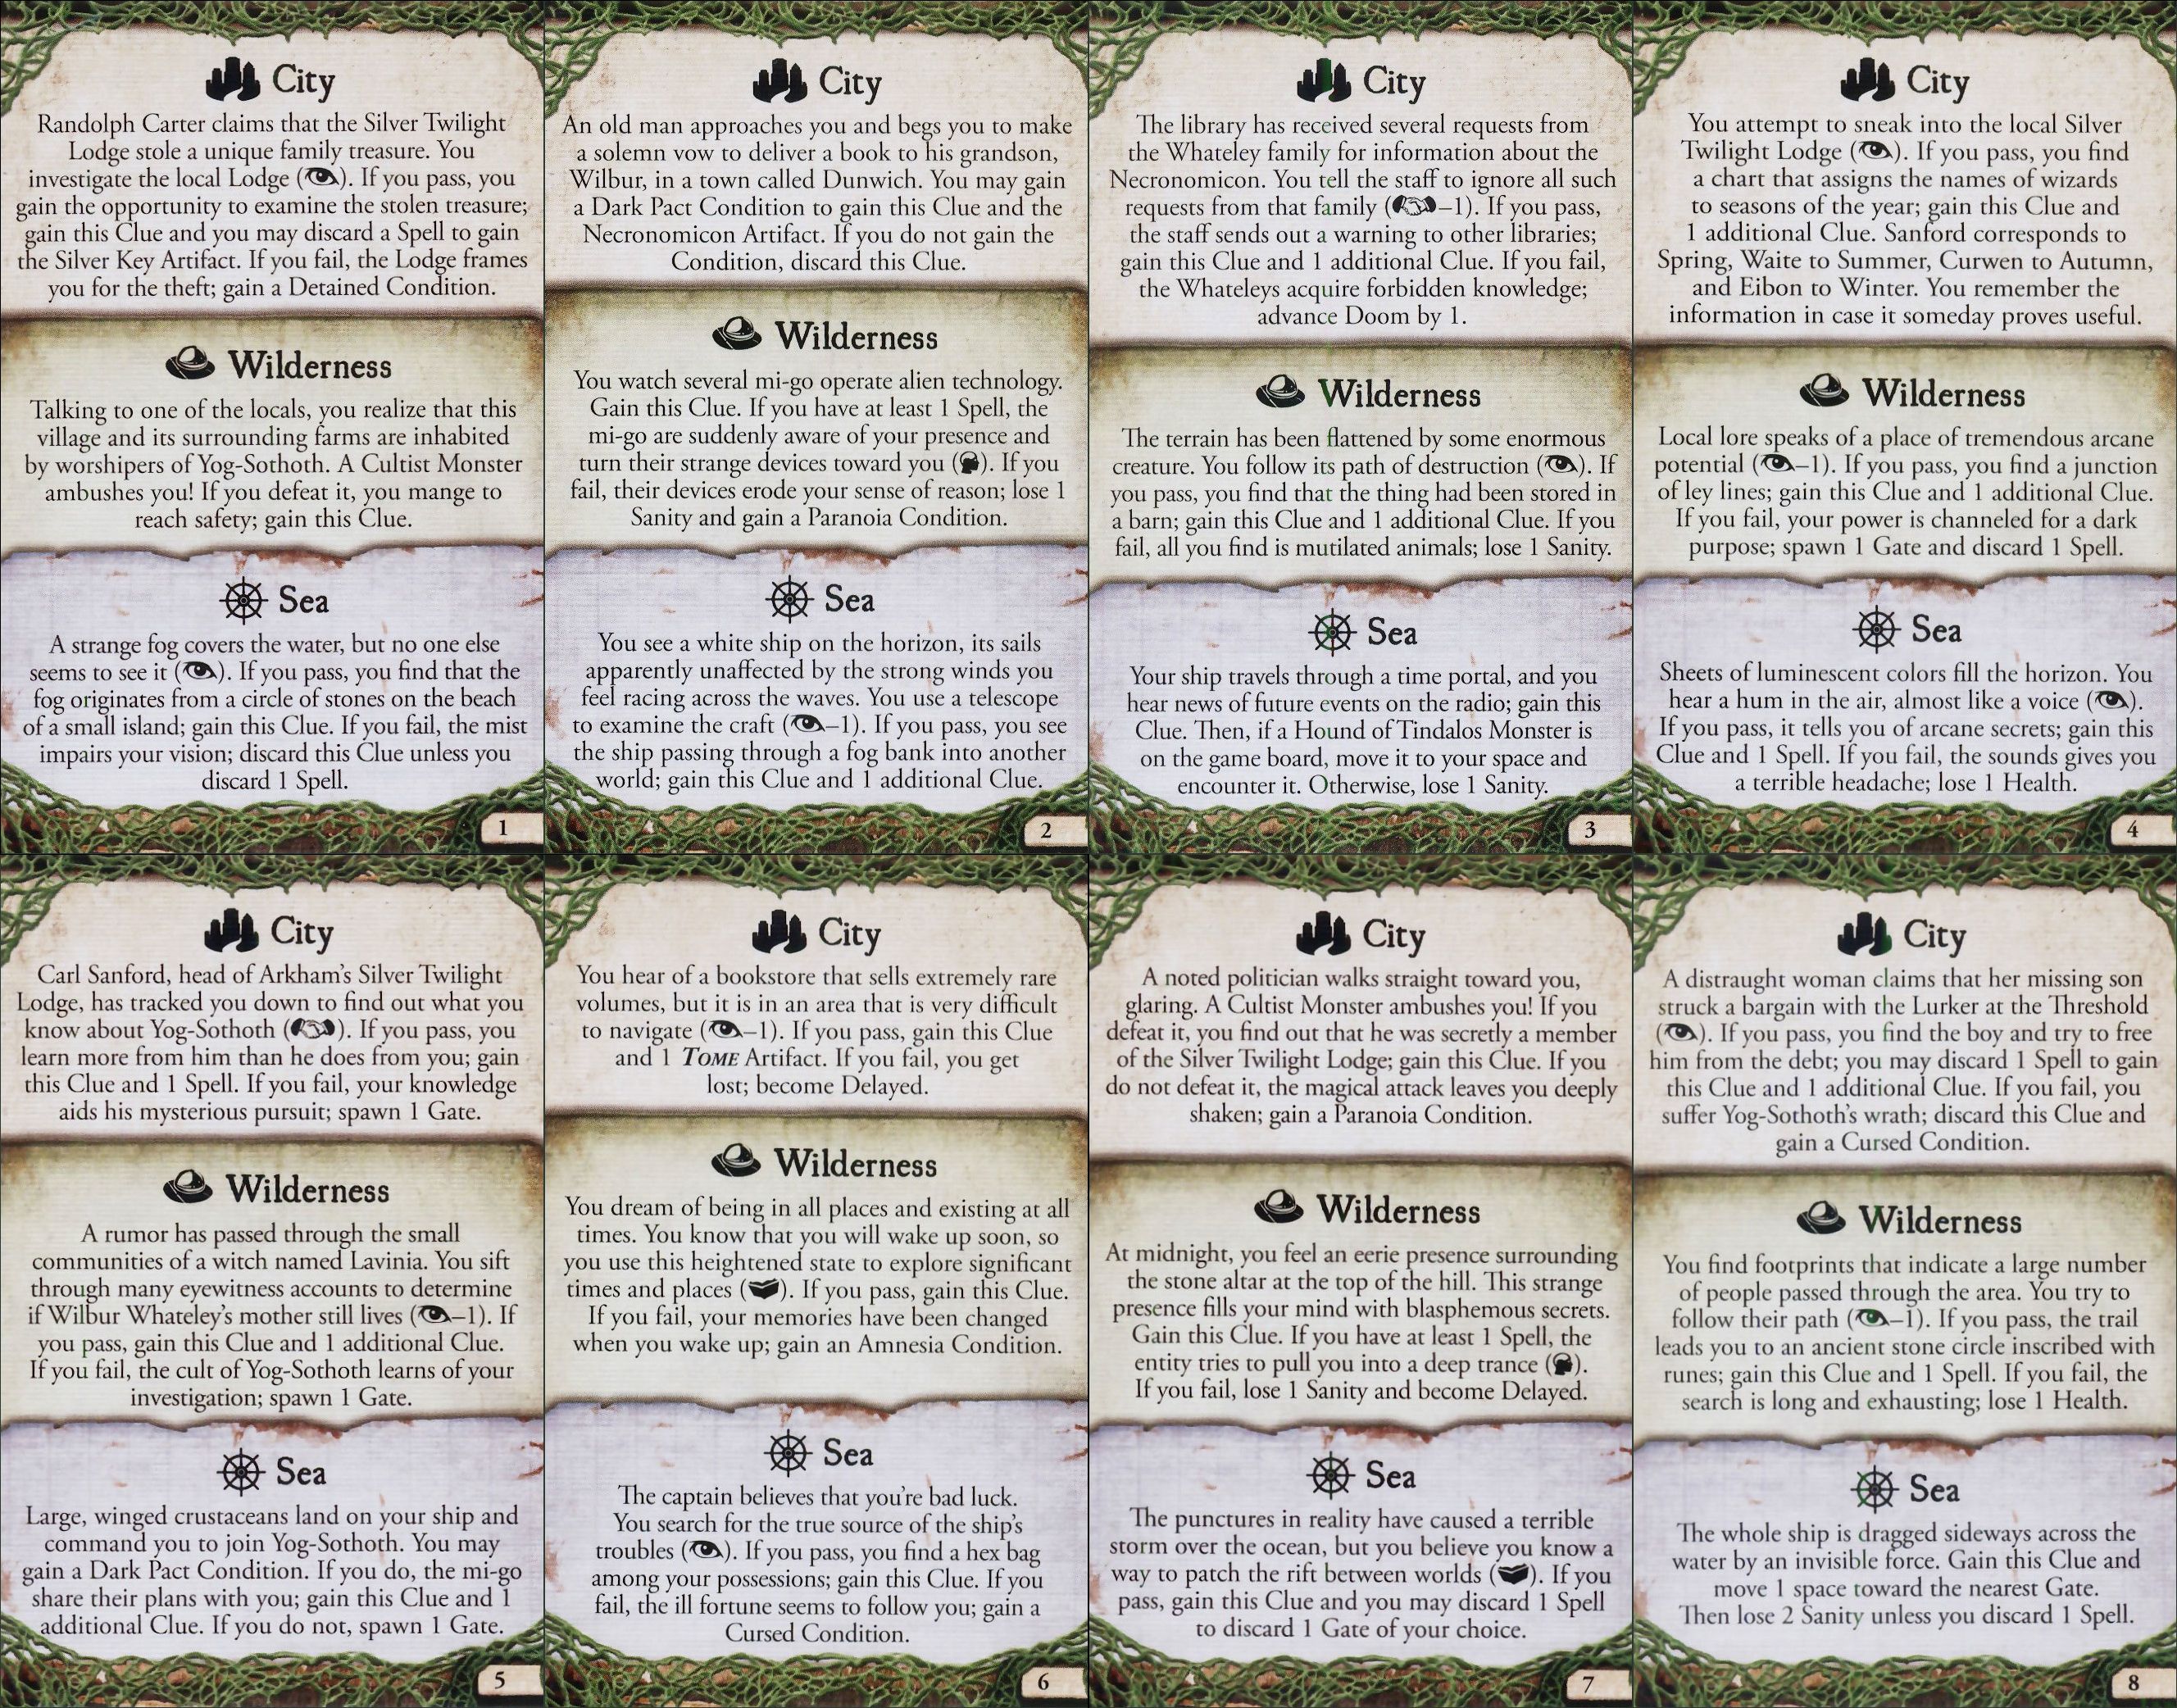 City
Randolph Carter claims that the Silver Twilight
Lodge stole a unique family treasure. You
investigate the local Lodge ( ). If you pass, you
gain the opportunity to examine the stolen treasure;
gain this Clue and you may discard a Spell to gain
the Silver Key Artifact. If you fail, the Lodge frames
you for the theft; gain a Detained Condition.
Wilderness
Talking to one of the locals, you realize that this
village and its surrounding farms are inhabited
by worshipers of Yog-Sothoth. A Cultist Monster
ambushes you! If you defeat it, you mange to
reach safety; gain this Clue.
Sea
A strange fog covers the water, but no one else
seems to see it ( ). If you pass, you find that the
fog originates from a circle of stones on the beach
of a small island; gain this Clue. If you fail, the mist
impairs your vision; discard this Clue unless you
discard 1 Spell.
1
City
An old man approaches you and begs you to make
a solemn vow to deliver a book to his grandson,
Wilbur, in a town called Dunwich. You may gain
a Dark Pact Condition to gain this Clue and the
Necronomicon Artifact. If you do not gain the
Condition, discard this Clue.
Wilderness
You watch several mi-go operate alien technology.
Gain this Clue. If you have at least 1 Spell, the
mi-go are suddenly aware of your presence and
turn their strange devices toward you ( ). If you
fail, their devices erode your sense of reason; lose 1
Sanity and gain a Paranoia Condition.
Sea
You see a white ship on the horizon, its sails
apparently unaffected by the strong winds you
feel racing across the waves. You use a telescope
to examine the craft ( –1). If you pass, you see
the ship passing through a fog bank into another
world; gain this Clue and 1 additional Clue.
2
City
The library has received several requests from
the Whateley family for information about the
Necronomicon. You tell the staff to ignore all such
requests from that family ( –1). If you pass,
the staff sends out a warning to other libraries;
gain this Clue and 1 additional Clue. If you fail,
the Whateleys acquire forbidden knowledge;
advance Doom by 1.
Wilderness
The terrain has been flattened by some enormous
creature. You follow its path of destruction ( ). If
you pass, you find that the thing had been stored in
a barn; gain this Clue and 1 additional Clue. If you
fail, all you find is mutilated animals; lose 1 Sanity.
Sea
Your ship travels through a time portal, and you
hear news of future events on the radio; gain this
Clue. Then, if a Hound of Tindalos Monster is
on the game board, move it to your space and
encounter it. Otherwise, lose 1 Sanity.
3
City
You attempt to sneak into the local Silver
Twilight Lodge ( ). If you pass, you find
a chart that assigns the names of wizards
to seasons of the year; gain this Clue and
1 additional Clue. Sanford corresponds to
Spring, Waite to Summer, Curwen to Autumn,
and Eibon to Winter. You remember the
information in case it someday proves useful.
Wilderness
Local lore speaks of a place of tremendous arcane
potential ( –1). If you pass, you find a junction
of ley lines; gain this Clue and 1 additional Clue.
If you fail, your power is channeled for a dark
purpose; spawn 1 Gate and discard 1 Spell.
Sea
Sheets of luminescent colors fill the horizon. You
hear a hum in the air, almost like a voice ( ).
If you pass, it tells you of arcane secrets; gain this
Clue and 1 Spell. If you fail, the sounds gives you
a terrible headache; lose 1 Health.
4
City
Carl Sanford, head of Arkham's Silver Twilight
Lodge, has tracked you down to find out what you
know about Yog-Sothoth ( ). If you pass, you
learn more from him than he does from you; gain
this Clue and 1 Spell. If you fail, your knowledge
aids his mysterious pursuit; spawn 1 Gate.
Wilderness
A rumor has passed through the small
communities of a witch named Lavinia. You sift
through many eyewitness accounts to determine
if Wilbur Whateley's mother still lives ( –1). If
you pass, gain this Clue and 1 additional Clue.
If you fail, the cult of Yog-Sothoth learns of your
investigation; spawn 1 Gate.
Sea
Large, winged crustaceans land on your ship and
command you to join Yog-Sothoth. You may
gain a Dark Pact Condition. If you do, the mi-go
share their plans with you; gain this Clue and 1
additional Clue. If you do not, spawn 1 Gate.
5
City
You hear of a bookstore that sells extremely rare
volumes, but it is in an area that is very difficult
to navigate ( –1). If you pass, gain this Clue
and 1 TOME Artifact. If you fail, you get
lost; become Delayed.
Wilderness
You dream of being in all places and existing at all
times. You know that you will wake up soon, so
you use this heightened state to explore significant
times and places ( ). If you pass, gain this Clue.
If you fail, your memories have been changed
when you wake up; gain an Amnesia Condition.
Sea
The captain believes that you're bad luck.
You search for the true source of the ship's
troubles ( ). If you pass, you find a hex bag
among your possessions; gain this Clue. If you
fail, the ill fortune seems to follow you; gain a
Cursed Condition.
6
City
A noted politician walks straight toward you,
glaring. A Cultist Monster ambushes you! If you
defeat it, you find out that he was secretly a member
of the Silver Twilight Lodge; gain this Clue. If you
do not defeat it, the magical attack leaves you deeply
shaken; gain a Paranoia Condition.
Wilderness
At midnight, you feel an eerie presence surrounding
the stone altar at the top of the hill. This strange
presence fills your mind with blasphemous secrets.
Gain this Clue. If you have at least 1 Spell, the
entity tries to pull you into a deep trance ( ).
If you fail, lose 1 Sanity and become Delayed.
Sea
The punctures in reality have caused a terrible
storm over the ocean, but you believe you know a
way to patch the rift between worlds ( ). If you
pass, gain this Clue and you may discard 1 Spell
to discard 1 Gate of your choice.
7
City
A distraught woman claims that her missing son
struck a bargain with the Lurker at the Threshold
( ). If you pass, you find the boy and try to free
him from the debt; you may discard 1 Spell to gain
this Clue and 1 additional Clue. If you fail, you
suffer Yog-Sothoth's wrath; discard this Clue and
gain a Cursed Condition.
Wilderness
You find footprints that indicate a large number
of people passed through the area. You try to
follow their path ( –1). If you pass, the trail
leads you to an ancient stone circle inscribed with
runes; gain this Clue and 1 Spell. If you fail, the
search is long and exhausting; lose 1 Health.
Sea
The whole ship is dragged sideways across the
water by an invisible force. Gain this Clue and
move 1 space toward the nearest Gate.
Then lose 2 Sanity unless you discard 1 Spell.
8